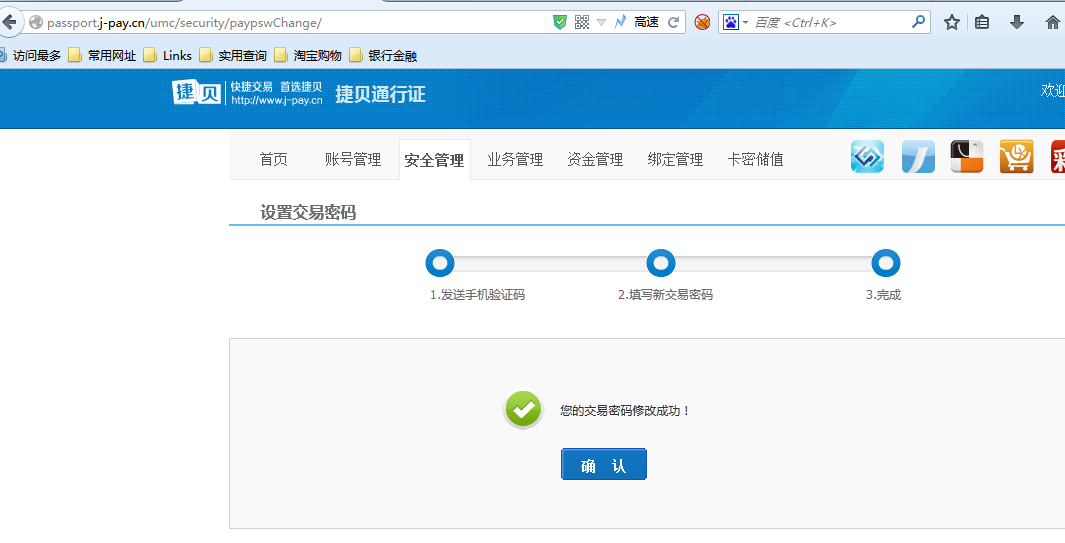 passport.j-pay.cn/umc/security/paypswChange/ 高速 百度 <Ctrl+K>
访问最多 常用网址 Links 实用查询 淘宝购物 银行金融
捷贝 快捷交易 首选捷贝 捷贝通行证 欢迎
http://www.j-pay.cn
首页 账号管理 安全管理 业务管理 资金管理 绑定管理 卡密储值 彩
设置交易密码
1.发送手机验证码 2.填写新交易密码 3.完成
您的交易密码修改成功！
确 认